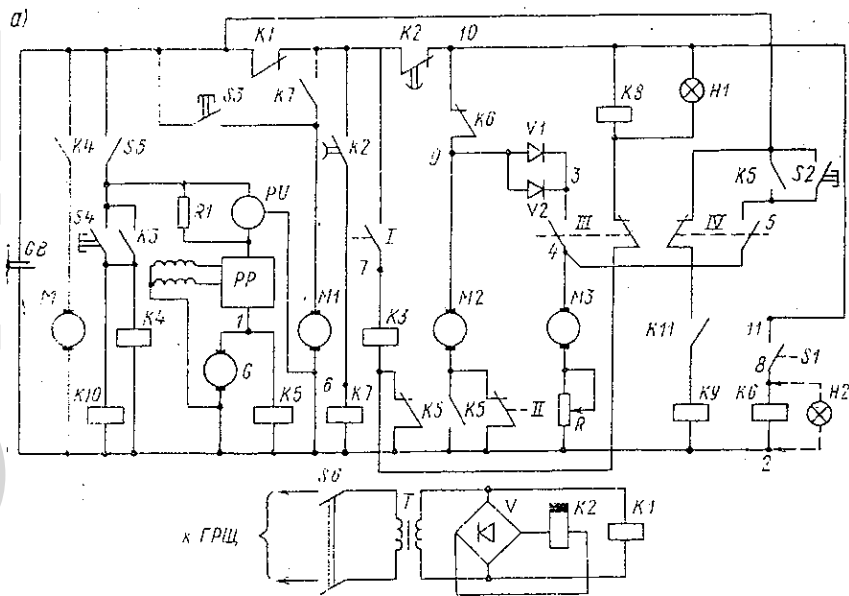 а)
K1
K2
10
K7
S3
K8
H1
K4
S5
K6
K2
V1
9
3
K5
S2
PU
R1
V2
S4
K3
I
III
IV
5
GB
4
7
PP
M
M1
M2
M3
K11
11
1
K4
K3
8
S1
G
6
K10
K5
K7
K5
K5
II
R
K9
K6
H2
2
S6
T
V
K2
K1
к ГРЩ